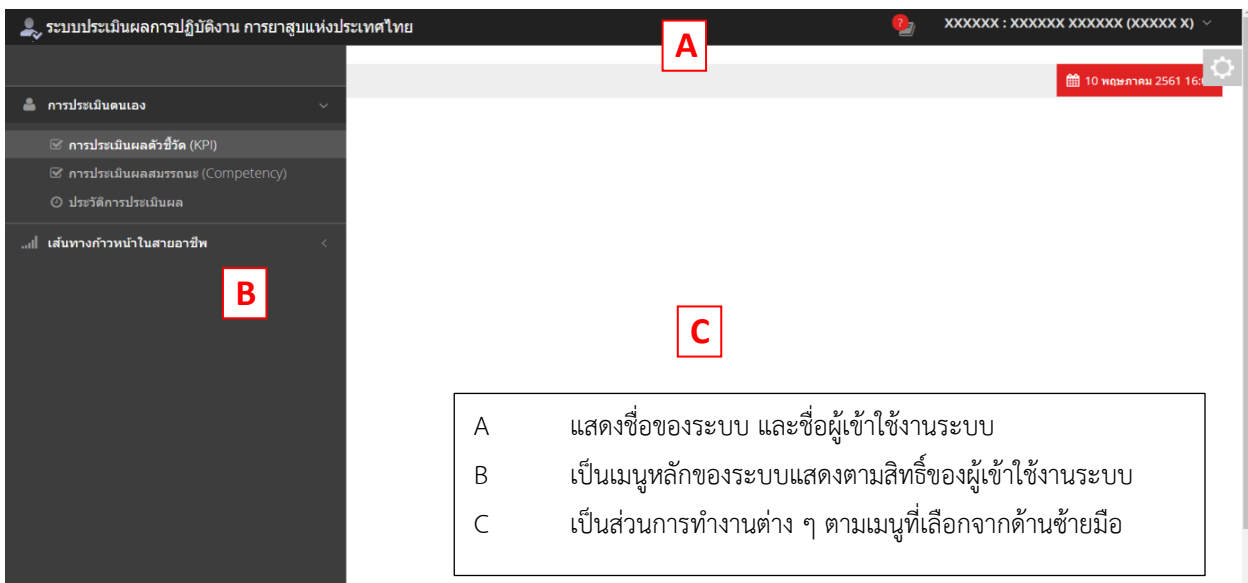 ระบบประเมินผลการปฏิบัติงาน การยาสูบแห่งประเทศไทย
?
XXXXXX : XXXXXX XXXXXX (XXXXX X)
A
10 พฤษภาคม 2561 16:
การประเมินตนเอง
การประเมินผลตัวชี้วัด (KPI)
การประเมินผลสมรรถนะ (Competency)
ประวัติการประเมินผล
เส้นทางก้าวหน้าในสายอาชีพ
B
C
A แสดงชื่อของระบบ และชื่อผู้เข้าใช้งานระบบ
B เป็นเมนูหลักของระบบแสดงตามสิทธิ์ของผู้เข้าใช้งานระบบ
C เป็นส่วนการทำงานต่าง ๆ ตามเมนูที่เลือกจากด้านซ้ายมือ